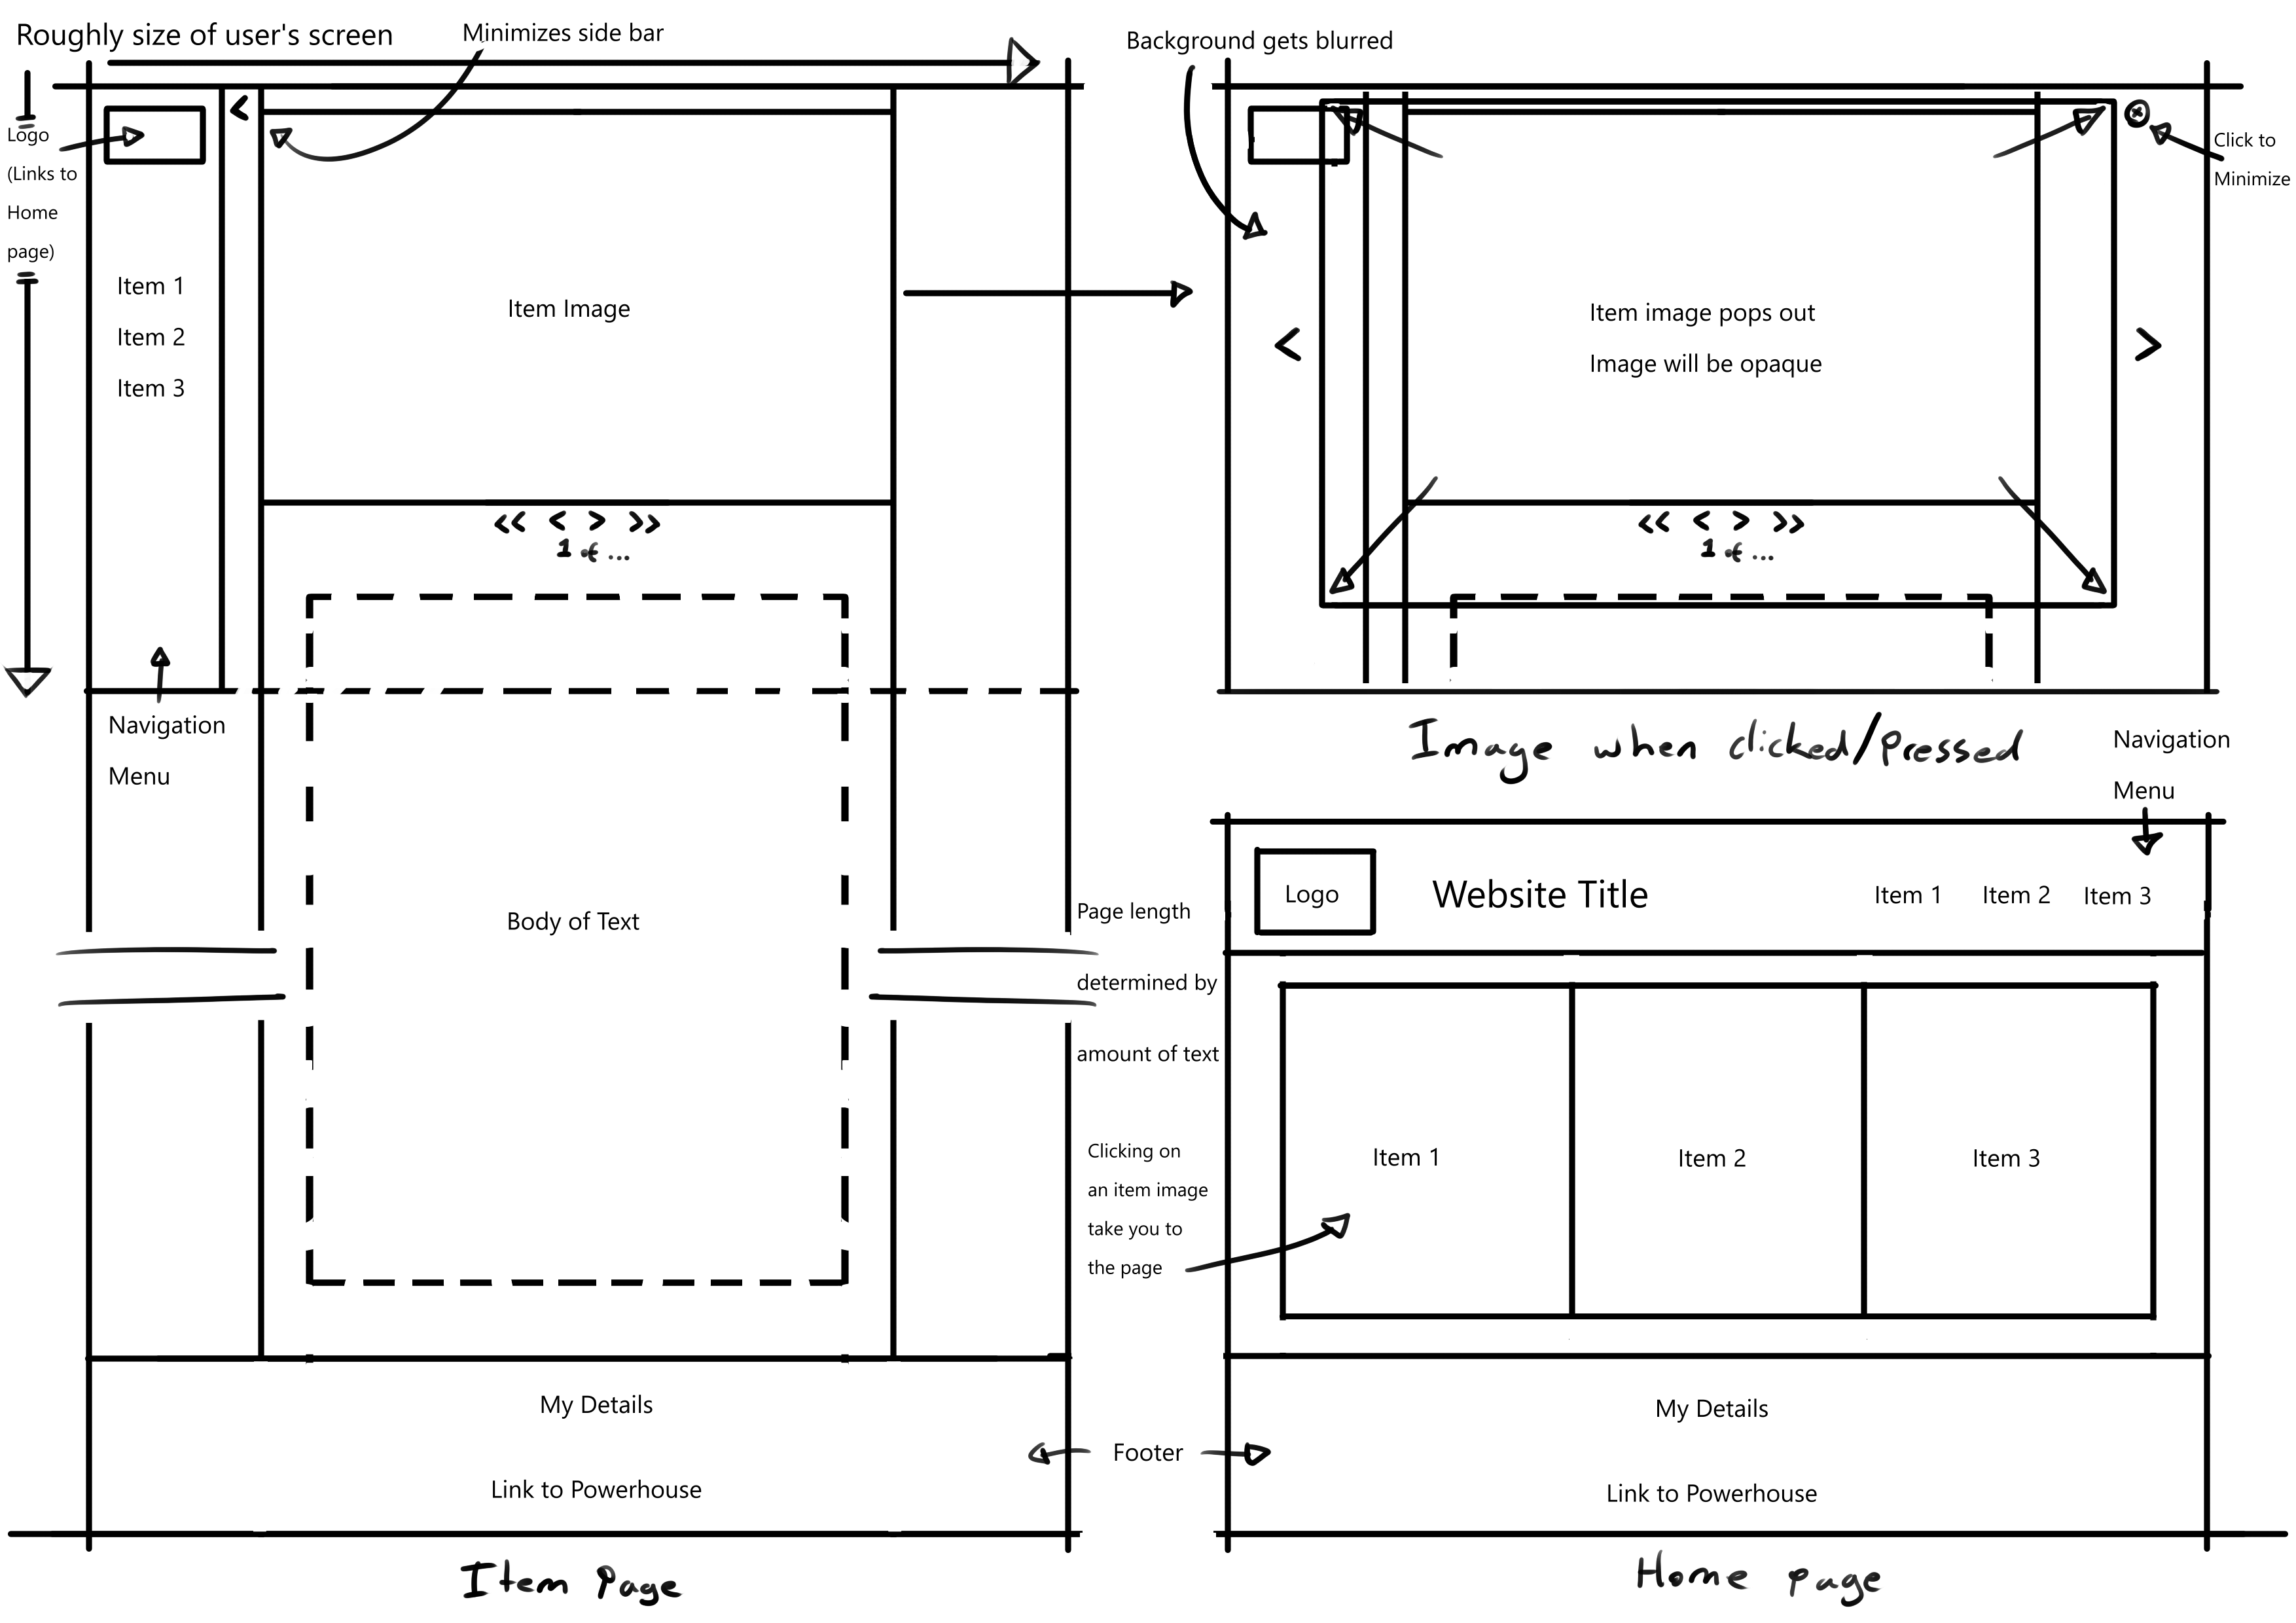 Roughly size of user's screen
Minimizes side bar
Logo
(Links to
Home
page)
<
Item 1
Item 2
Item 3
Item Image
<< < > >>
1 of ...
Navigation
Menu
Body of Text
Page length
determined by
amount of text
My Details
Link to Powerhouse
Footer
Item Page
Background gets blurred
Click to
Minimize
<
>
Item image pops out
Image will be opaque
<< < > >>
1 of ...
Image when clicked/pressed
Navigation
Menu
Logo
Website Title
Item 1 Item 2 Item 3
Clicking on
an item image
take you to
the page
Item 1
Item 2
Item 3
My Details
Link to Powerhouse
Home page